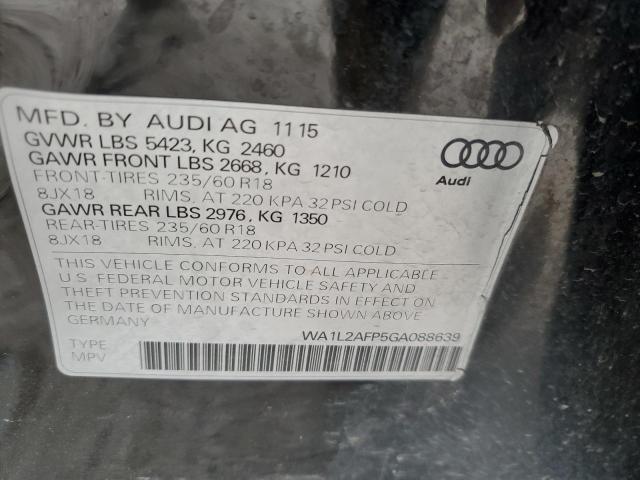 MFD. BY AUDI AG 11 15
GVWR LBS 5423, KG 2460
GAWR FRONT LBS 2668, KG 1210
FRONT-TIRES 235/60 R18
8JX18 RIMS, AT 220 KPA 32 PSI COLD
GAWR REAR LBS 2976, KG 1350
REAR-TIRES 235/60 R18
8JX18 RIMS, AT 220 KPA 32 PSI COLD
THIS VEHICLE CONFORMS TO ALL APPLICABLE
U.S. FEDERAL MOTOR VEHICLE SAFETY AND
THEFT PREVENTION STANDARDS IN EFFECT ON
THE DATE OF MANUFACTURE SHOWN ABOVE
GERMANY
WA1L2AFP5GA088639
TYPE
MPV
Audi